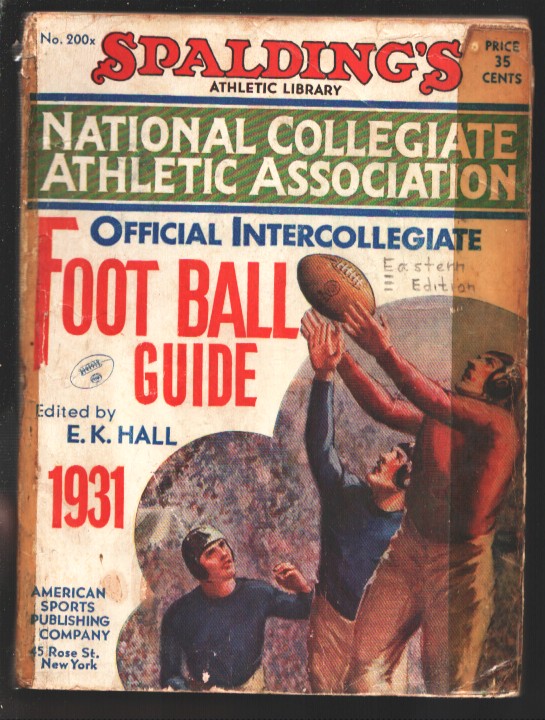 No. 200x
SPALDING'S
ATHLETIC LIBRARY
PRICE
35
CENTS
NATIONAL COLLEGIATE
ATHLETIC ASSOCIATION
OFFICIAL INTERCOLLEGIATE
FOOT BALL
GUIDE
Eastern
Edition
Edited by
E. K. HALL
1931
AMERICAN
SPORTS
PUBLISHING
COMPANY
45 Rose St.
New York